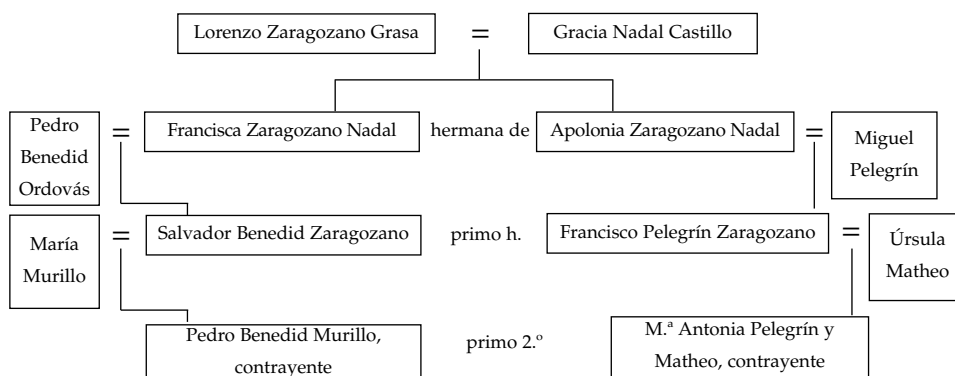 Lorenzo Zaragozano Grasa = Gracia Nadal Castillo
Pedro
Benedid
Ordovás
= Francisca Zaragozano Nadal hermana de Apolonia Zaragozano Nadal =
Miguel
Pelegrín
María
Murillo
= Salvador Benedid Zaragozano primo h. Francisco Pelegrín Zaragozano =
Úrsula
Matheo
Pedro Benedid Murillo,
contrayente
primo 2.º
M.ª Antonia Pelegrín y
Matheo, contrayente